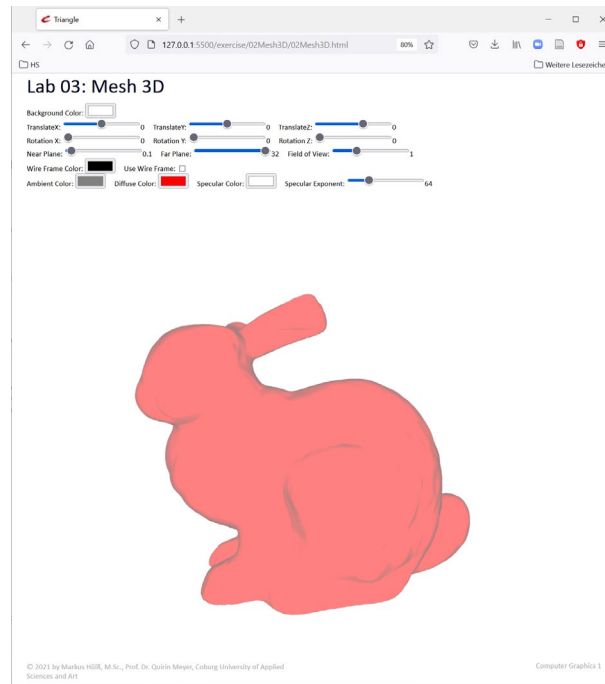 Triangle
127.0.0.1:5500/exercise/02Mesh3D/02Mesh3D.html 80%
HS Weitere Lesezeiche
Lab 03: Mesh 3D
Background Color:
TranslateX: 0 TranslateY: 0 TranslateZ: 0
Rotation X: 0 Rotation Y: 0 Rotation Z: 0
Near Plane: 0.1 Far Plane: 32 Field of View: 1
Wire Frame Color: Use Wire Frame:
Ambient Color: Diffuse Color: Specular Color: Specular Exponent: 64
© 2021 by Markus Hülß, M.Sc., Prof. Dr. Quirin Meyer, Coburg University of Applied Computer Graphics 1
Sciences and Art